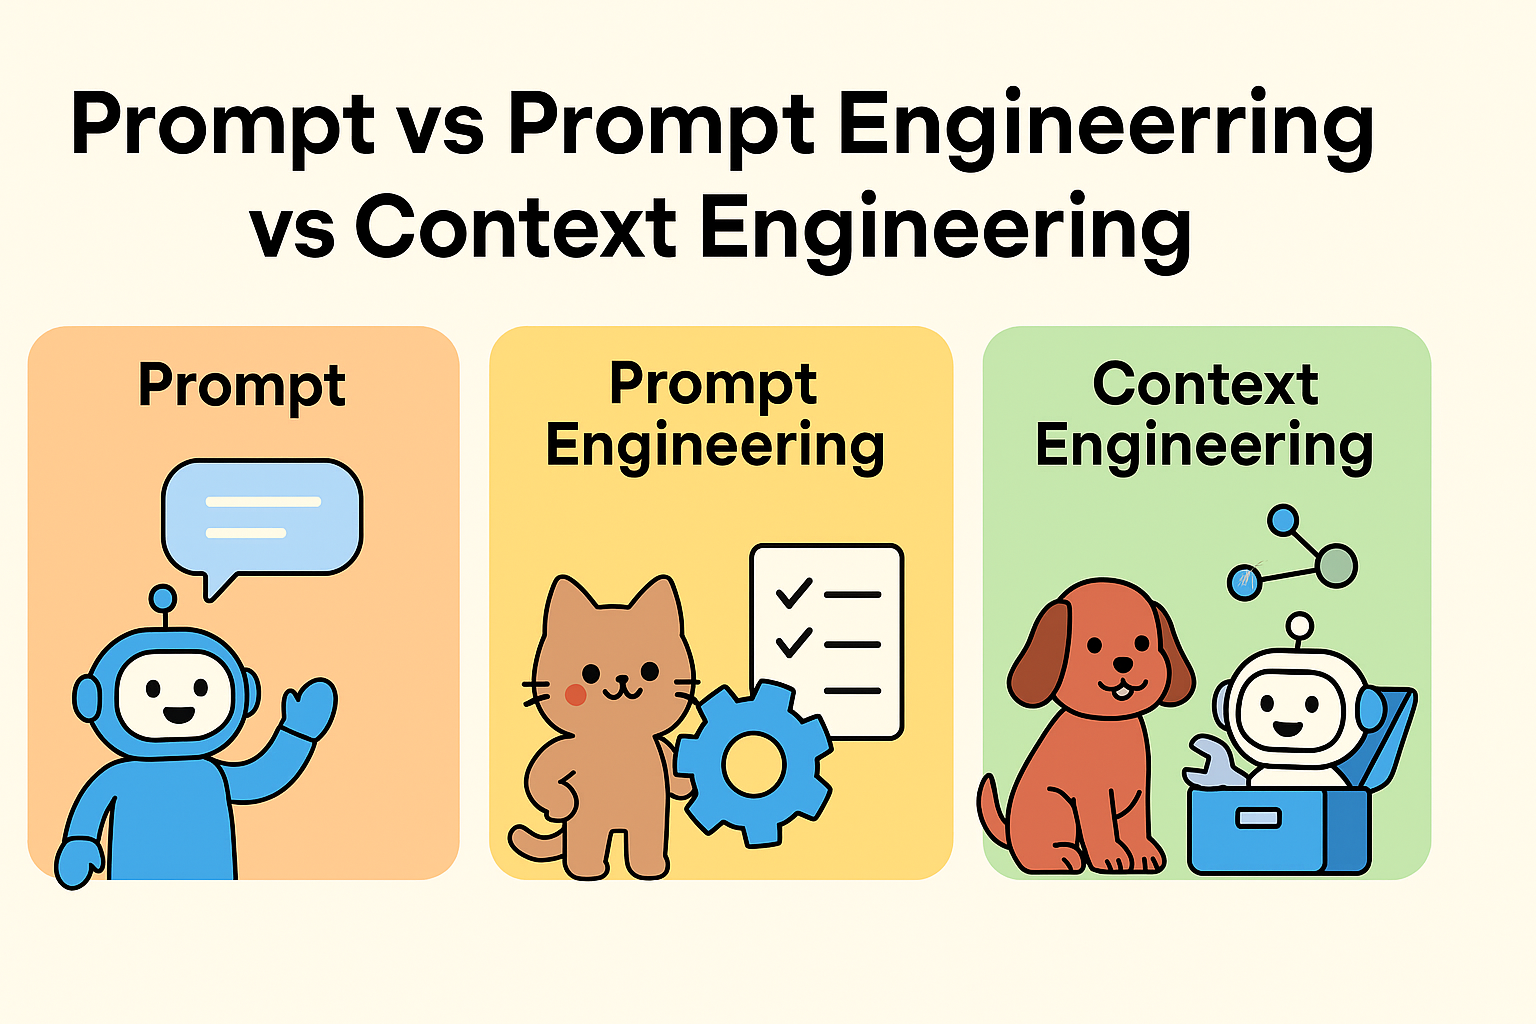 Prompt vs Prompt Engineerring
vs Context Engineering
Prompt
Prompt
Engineering
Context
Engineering